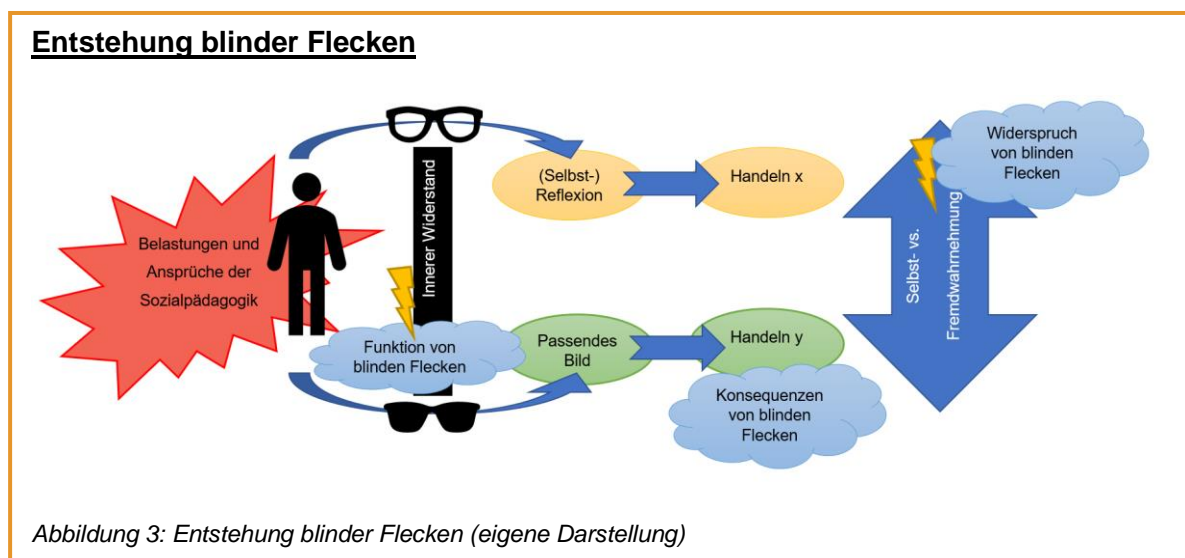 Entstehung blinder Flecken
Belastungen und
Ansprüche der
Sozialpädagogik
Innerer Widerstand
(Selbst-)
Reflexion
Handeln x
Funktion von
blinden Flecken
Passendes
Bild
Handeln y
Konsequenzen
von blinden
Flecken
Selbst- vs.
Fremdwahrnehmung
Widerspruch
von blinden
Flecken
Abbildung 3: Entstehung blinder Flecken (eigene Darstellung)